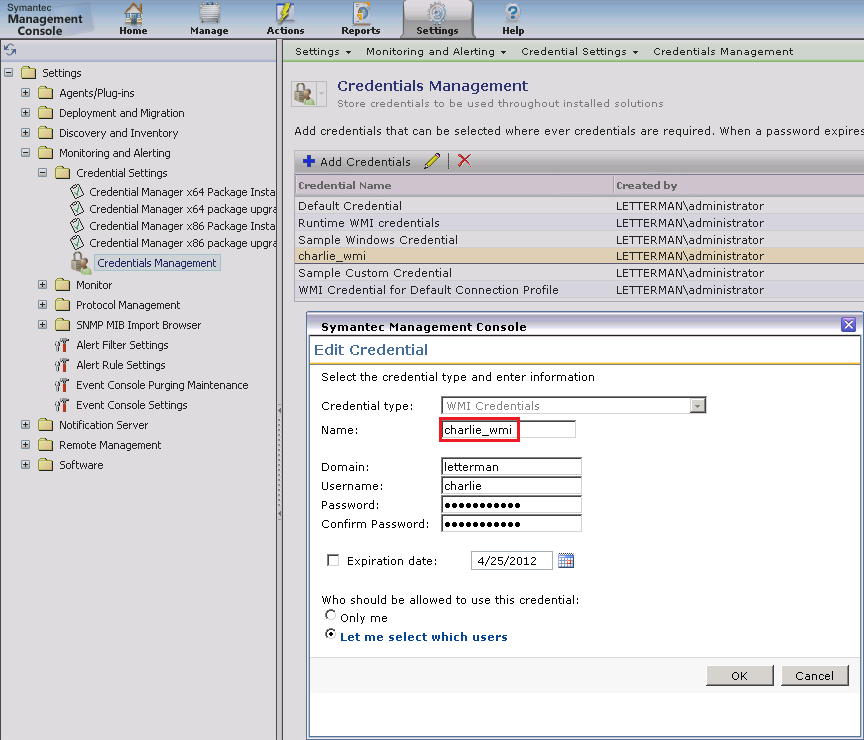 Symantec
Management
Console
Home
Manage
Actions
Reports
Settings
Help
Settings
Agents/Plug-ins
Deployment and Migration
Discovery and Inventory
Monitoring and Alerting
Credential Settings
Credential Manager x64 Package Insta
Credential Manager x64 package upgra
Credential Manager x86 Package Insta
Credential Manager x86 package upgra
Credentials Management
Monitor
Protocol Management
SNMP MIB Import Browser
Alert Filter Settings
Alert Rule Settings
Event Console Purging Maintenance
Event Console Settings
Notification Server
Remote Management
Software
Settings Monitoring and Alerting Credential Settings Credentials Management
Credentials Management
Store credentials to be used throughout installed solutions
Add credentials that can be selected where ever credentials are required. When a password expires
Add Credentials
Credential Name Created by
Default Credential LETTERMAN\administrator
Runtime WMI credentials LETTERMAN\administrator
Sample Windows Credential LETTERMAN\administrator
charlie_wmi LETTERMAN\administrator
Sample Custom Credential LETTERMAN\administrator
WMI Credential for Default Connection Profile LETTERMAN\administrator
Symantec Management Console
Edit Credential
Select the credential type and enter information
Credential type: WMI Credentials
Name: charlie_wmi
Domain: letterman
Username: charlie
Password: ●●●●●●●●●●●
Confirm Password: ●●●●●●●●●●●
Expiration date: 4/25/2012
Who should be allowed to use this credential:
Only me
Let me select which users
OK Cancel